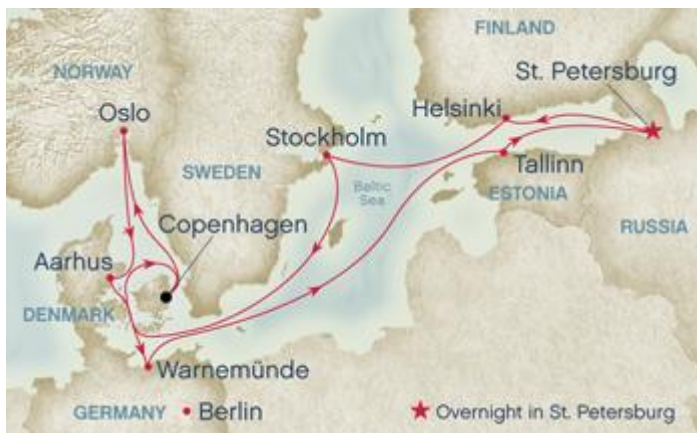 FINLAND
St. Petersburg
NORWAY
Oslo
Helsinki
Stockholm
SWEDEN
Tallinn
Baltic
Sea
ESTONIA
Copenhagen
RUSSIA
Aarhus
DENMARK
Warnemünde
GERMANY
Berlin
Overnight in St. Petersburg